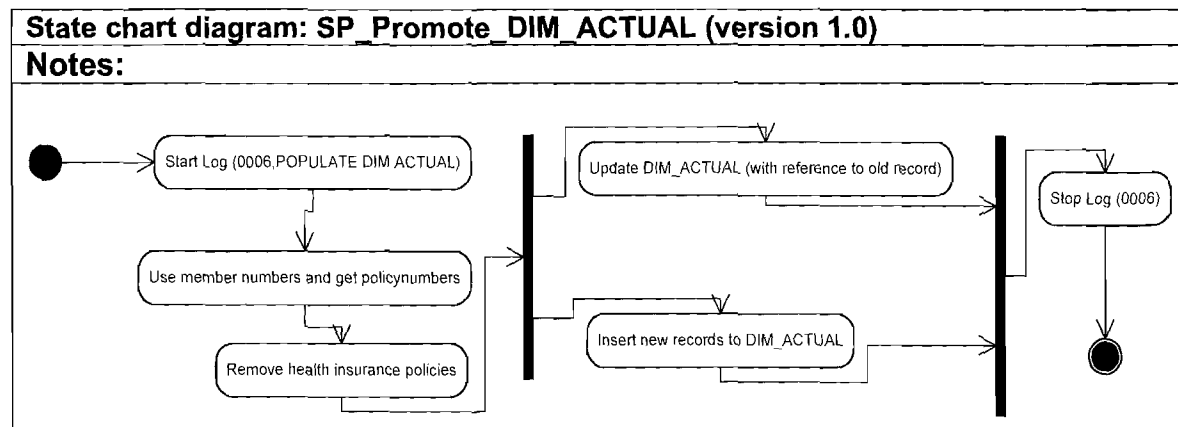 State chart diagram: SP_Promote_DIM_ACTUAL (version 1.0)
Notes:
Start Log (0006,POPULATE DIM ACTUAL)
Use member numbers and get policynumbers
Remove health insurance policies
Update DIM_ACTUAL (with reference to old record)
Insert new records to DIM_ACTUAL
Stop Log (0006)